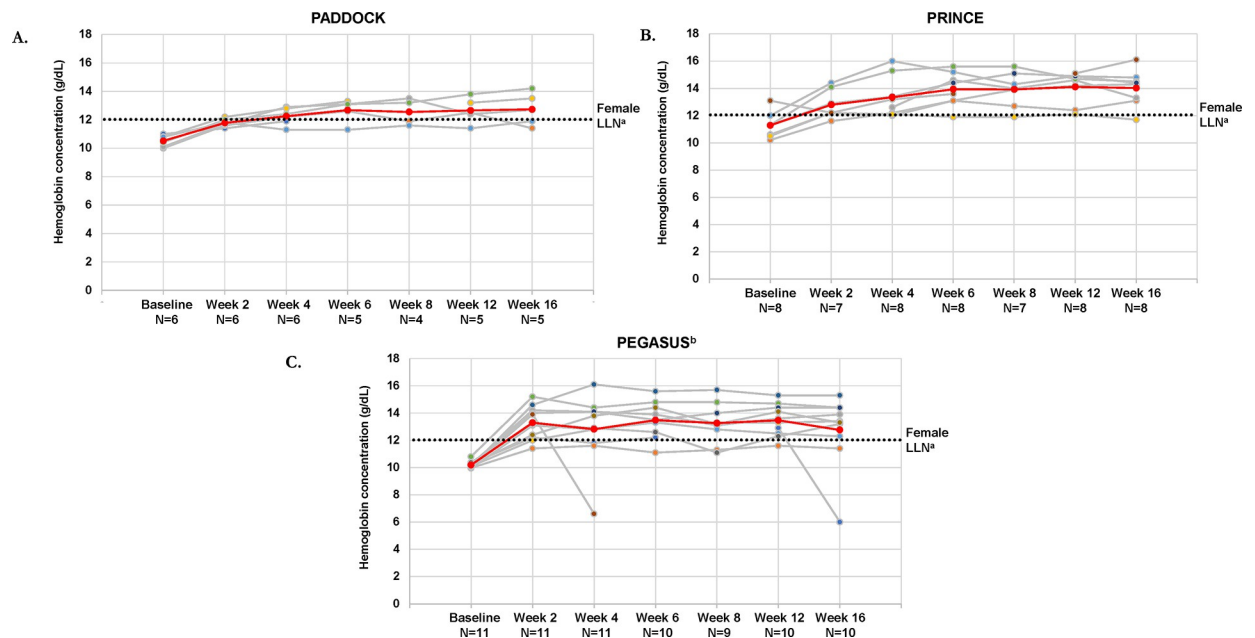 A.
PADDOCK
Hemoglobin concentration (g/dL)
18
16
14
12
10
8
6
4
2
0
Female
LLNᵃ
Baseline Week 2 Week 4 Week 6 Week 8 Week 12 Week 16
N=6 N=6 N=6 N=5 N=4 N=5 N=5
B.
PRINCE
Hemoglobin concentration (g/dL)
18
16
14
12
10
8
6
4
2
0
Female
LLNᵃ
Baseline Week 2 Week 4 Week 6 Week 8 Week 12 Week 16
N=8 N=7 N=8 N=8 N=7 N=8 N=8
C.
PEGASUSᵇ
Hemoglobin concentration (g/dL)
18
16
14
12
10
8
6
4
2
0
Female
LLNᵃ
Baseline Week 2 Week 4 Week 6 Week 8 Week 12 Week 16
N=11 N=11 N=11 N=10 N=9 N=10 N=10